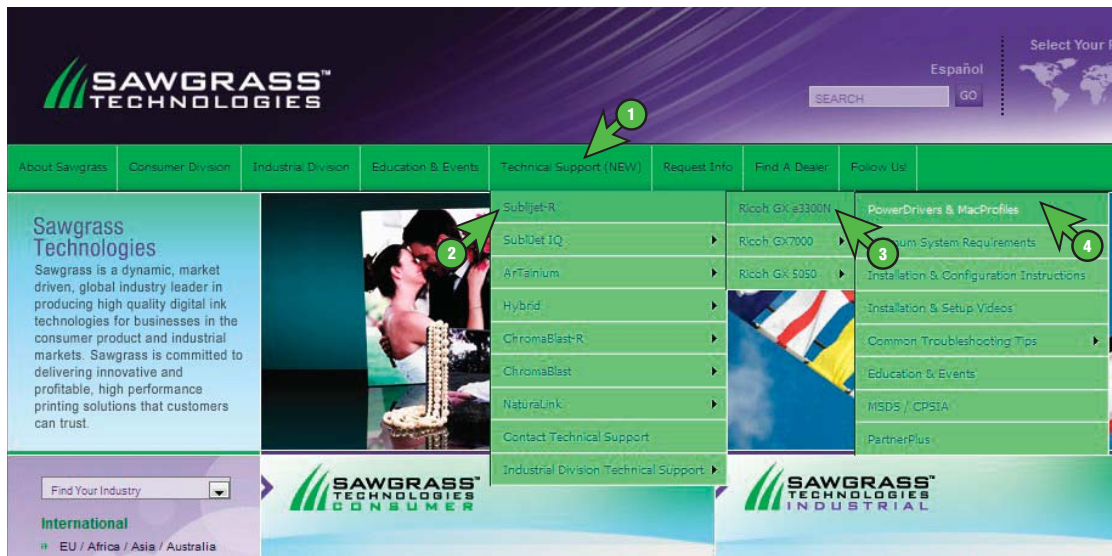 SAWGRASS™
TECHNOLOGIES
Select Your
Español
SEARCH
GO
1
About Sawgrass
Consumer Division
Industrial Division
Education & Events
Technical Support (NEW)
Request Info
Find A Dealer
Follow Us!
Sawgrass
Technologies
Sawgrass is a dynamic, market
driven, global industry leader in
producing high quality digital ink
technologies for businesses in the
consumer product and industrial
markets. Sawgrass is committed to
delivering innovative and
profitable, high performance
printing solutions that customers
can trust.
2
Sublijet-R
SubliJet IQ
ArTainium
Hybrid
ChromaBlast-R
ChromaBlast
NaturaLink
Contact Technical Support
Industrial Division Technical Support
Ricoh GX e3300N
Ricoh GX7000
Ricoh GX 5050
3
PowerDrivers & MacProfiles
System Requirements
Installation & Configuration Instructions
Installation & Setup Videos
Common Troubleshooting Tips
Education & Events
MSDS / CPSIA
PartnerPlus
4
Find Your Industry
International
EU / Africa / Asia / Australia
SAWGRASS™
TECHNOLOGIES
CONSUMER
SAWGRASS™
TECHNOLOGIES
INDUSTRIAL